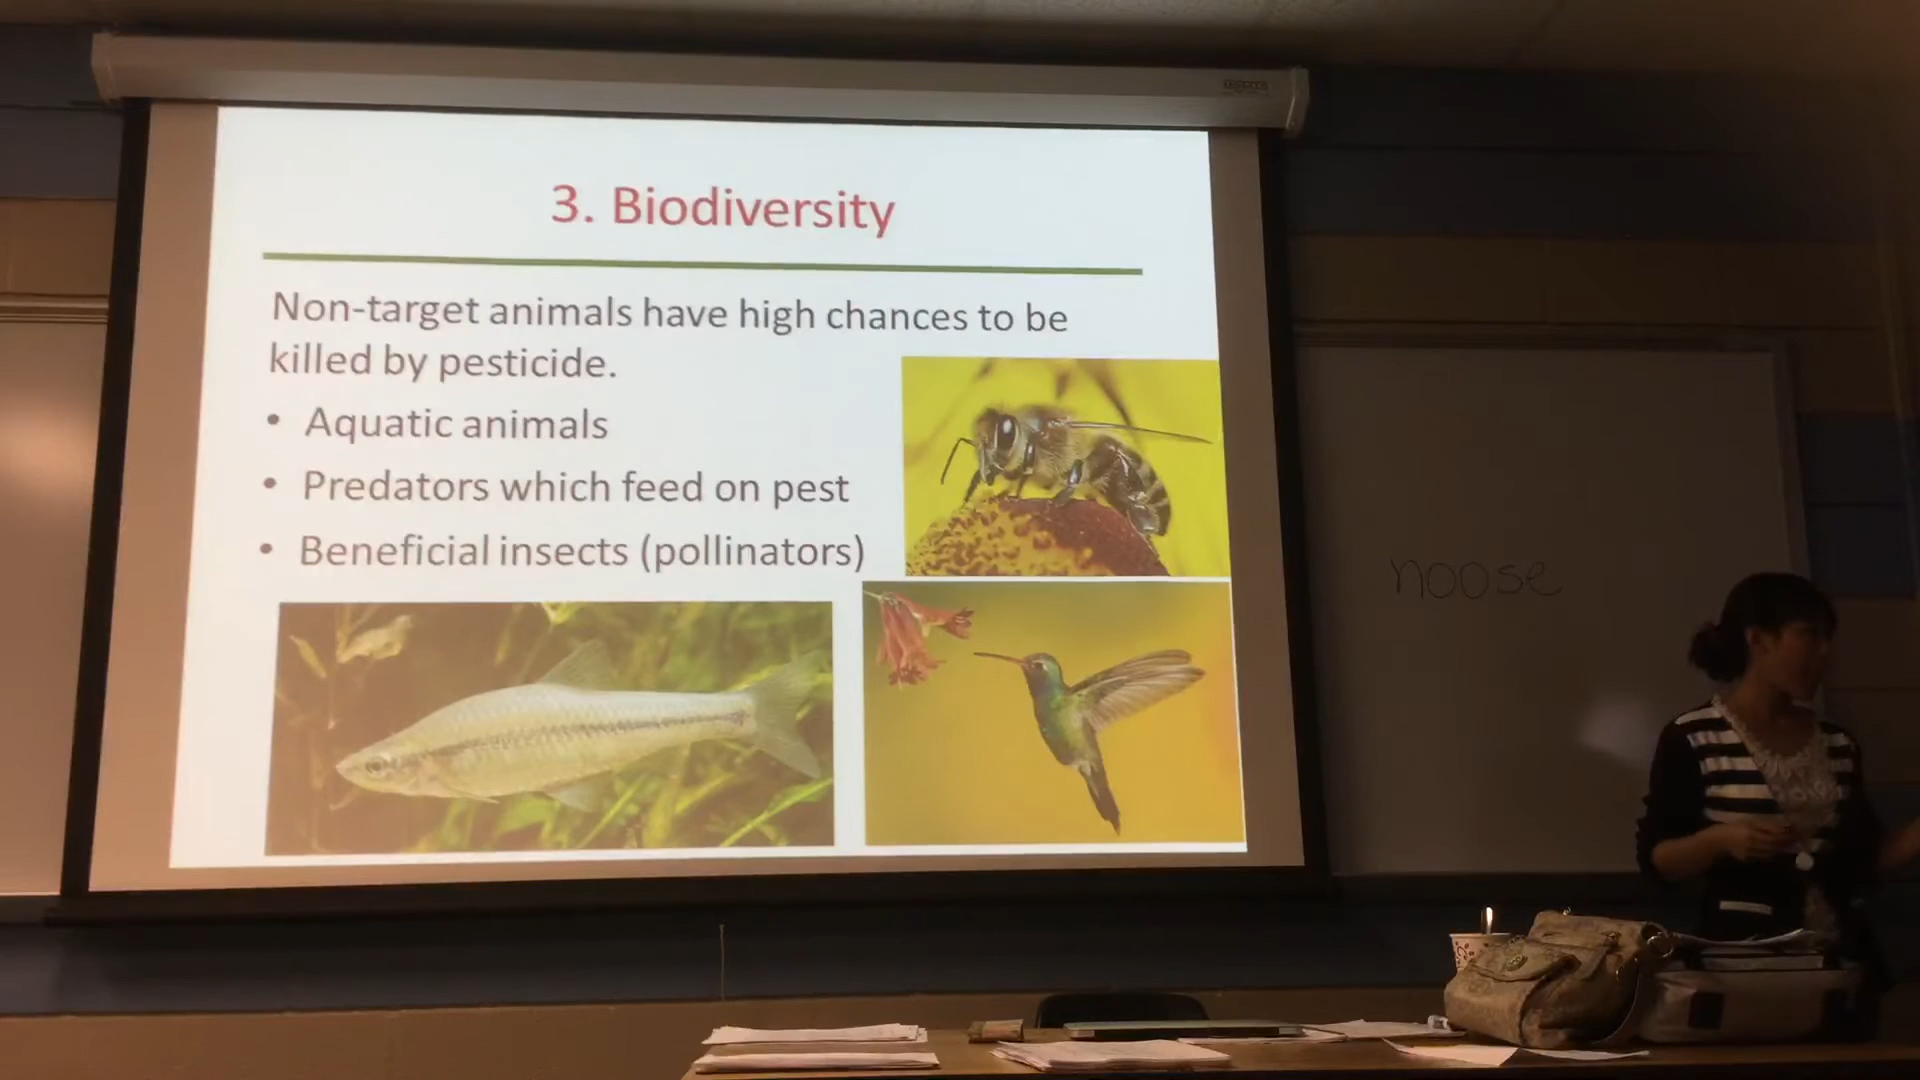 3. Biodiversity
Non-target animals have high chances to be
killed by pesticide.
• Aquatic animals
• Predators which feed on pest
• Beneficial insects (pollinators)
noose